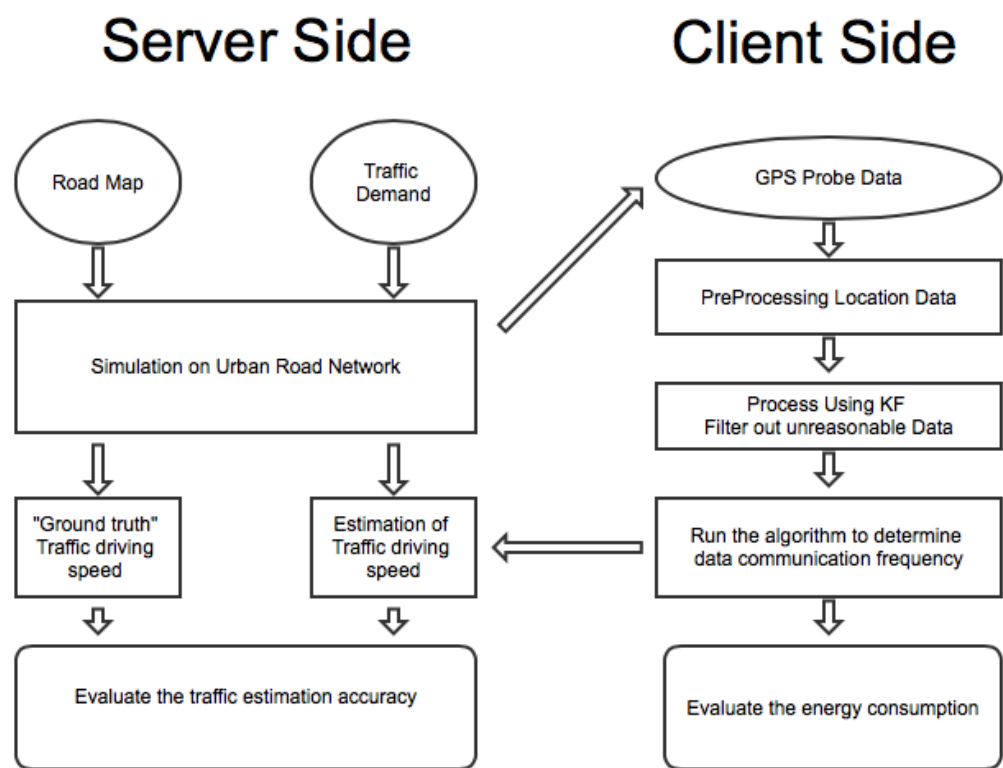 Server Side
Client Side
Road Map
Traffic
Demand
GPS Probe Data
PreProcessing Location Data
Simulation on Urban Road Network
Process Using KF
Filter out unreasonable Data
"Ground truth"
Traffic driving
speed
Estimation of
Traffic driving
speed
Run the algorithm to determine
data communication frequency
Evaluate the traffic estimation accuracy
Evaluate the energy consumption